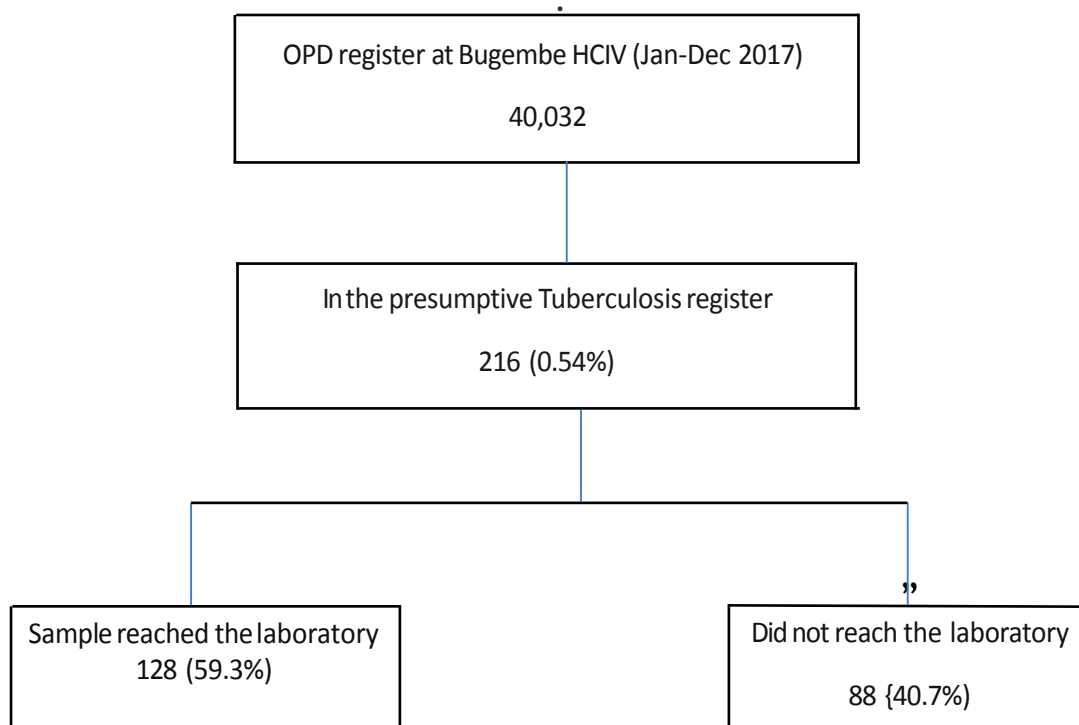 OPD register at Bugembe HCIV (Jan-Dec 2017)
40,032
In the presumptive Tuberculosis register
216 (0.54%)
Sample reached the laboratory
128 (59.3%)
”
Did not reach the laboratory
88 {40.7%)